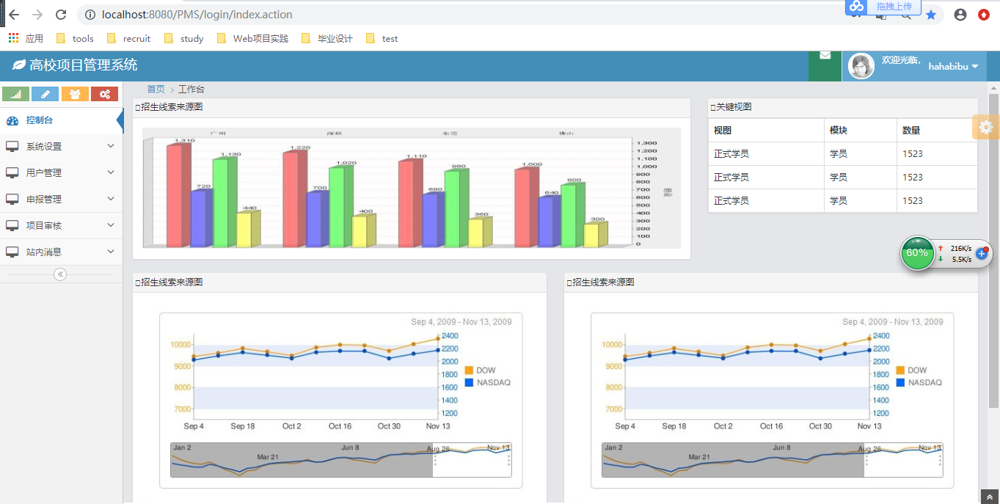 localhost:8080/PMS/login/index.action
拖拽上传
应用 tools recruit study Web项目实践 毕业设计 test
高校项目管理系统
欢迎光临, hahabibu
首页 工作台
控制台
系统设置
用户管理
申报管理
项目审核
站内消息
招生线索来源图
广州 深圳 东莞 佛山
1,310 1,130 720 440
1,220 1,020 700 400
1,110 980 680 360
1,000 800 640 300
1,300
1,200
1,100
1,000
900
800
700
600
500
400
300
200
100
0
关键视图
视图 模块 数量
正式学员 学员 1523
正式学员 学员 1523
正式学员 学员 1523
60% 216K/s
5.5K/s
招生线索来源图
Sep 4, 2009 - Nov 13, 2009
10000
9000
8000
7000
2400
2200
2000
1800
1600
1400
1200
DOW
NASDAQ
Sep 4 Sep 18 Oct 2 Oct 16 Oct 30 Nov 13
Jan 2 Mar 21 Jun 8 Aug 26 Nov 13
招生线索来源图
Sep 4, 2009 - Nov 13, 2009
10000
9000
8000
7000
2400
2200
2000
1800
1600
1400
1200
DOW
NASDAQ
Sep 4 Sep 18 Oct 2 Oct 16 Oct 30 Nov 13
Jan 2 Mar 21 Jun 8 Aug 26 Nov 13